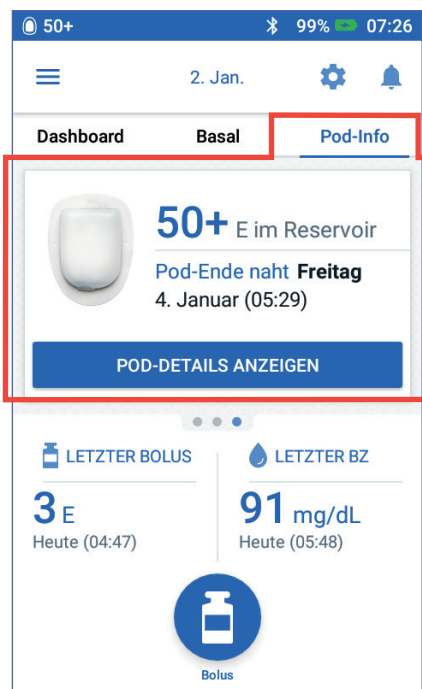 50+ 99% 07:26
2. Jan.
Dashboard Basal Pod-Info
50+ E im Reservoir
Pod-Ende naht Freitag
4. Januar (05:29)
POD-DETAILS ANZEIGEN
LETZTER BOLUS LETZTER BZ
3 E 91 mg/dL
Heute (04:47) Heute (05:48)
Bolus